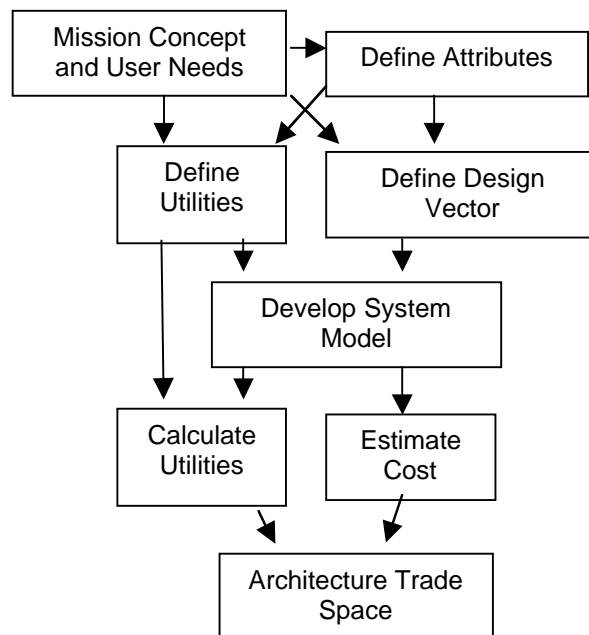 Mission Concept
and User Needs
Define Attributes
Define
Utilities
Define Design
Vector
Develop System
Model
Calculate
Utilities
Estimate
Cost
Architecture Trade
Space